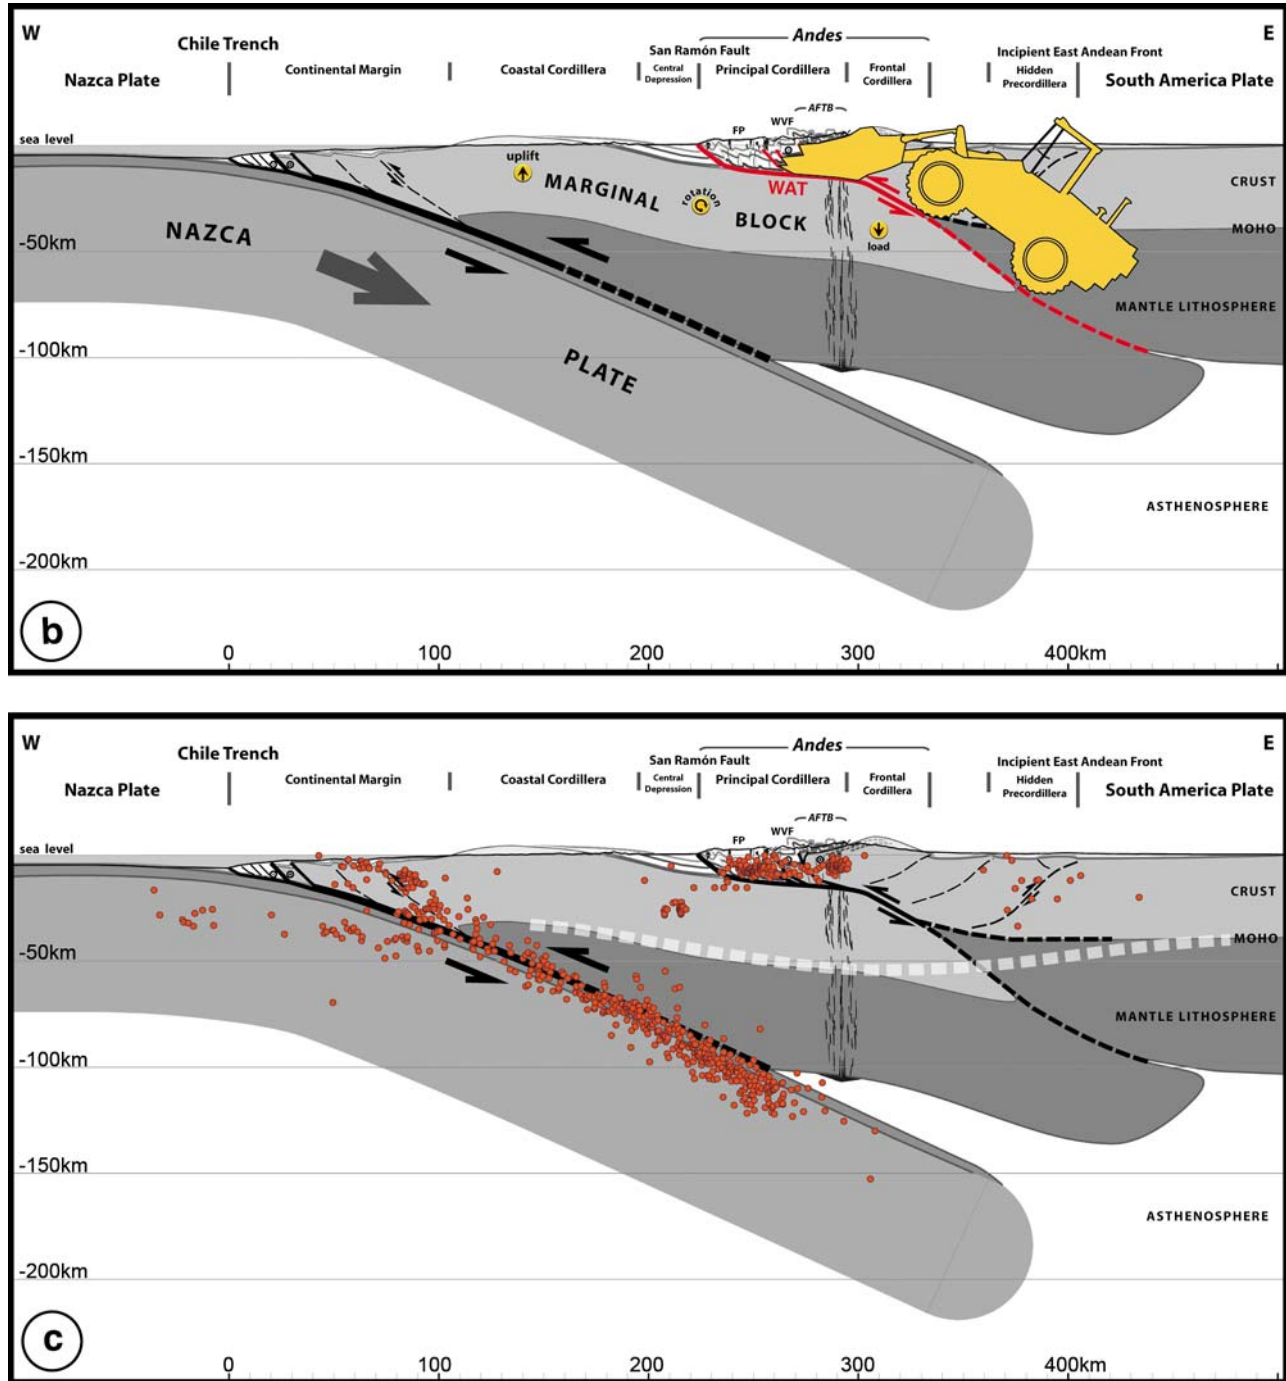 W
E
Andes
Chile Trench
San Ramón Fault
Incipient East Andean Front
Nazca Plate
Continental Margin
Coastal Cordillera
Central
Depression
Principal Cordillera
Frontal
Cordillera
Hidden
Precordillera
South America Plate
AFTB
FP
WVF
sea level
uplift
MARGINAL
BLOCK
rotation
WAT
load
CRUST
MOHO
NAZCA
PLATE
-50km
MANTLE LITHOSPHERE
-100km
-150km
ASTHENOSPHERE
-200km
b
0 100 200 300 400km
W
E
Andes
Chile Trench
San Ramón Fault
Incipient East Andean Front
Nazca Plate
Continental Margin
Coastal Cordillera
Central
Depression
Principal Cordillera
Frontal
Cordillera
Hidden
Precordillera
South America Plate
AFTB
FP
WVF
sea level
CRUST
MOHO
-50km
MANTLE LITHOSPHERE
-100km
-150km
ASTHENOSPHERE
-200km
c
0 100 200 300 400km